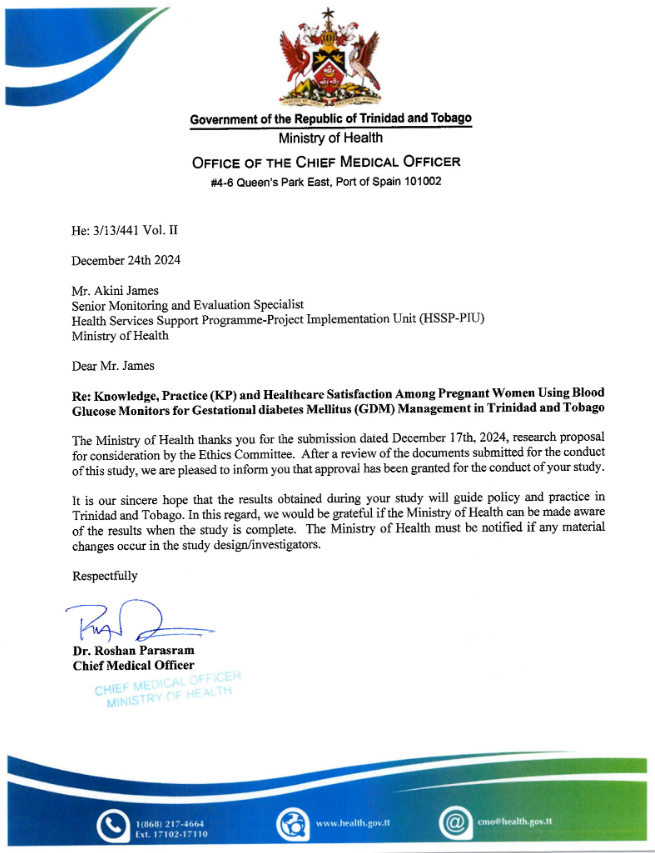 Government of the Republic of Trinidad and Tobago
Ministry of Health
OFFICE OF THE CHIEF MEDICAL OFFICER
#4-6 Queen's Park East, Port of Spain 101002
He: 3/13/441 Vol. II
December 24th 2024
Mr. Akini James
Senior Monitoring and Evaluation Specialist
Health Services Support Programme-Project Implementation Unit (HSSP-PIU)
Ministry of Health
Dear Mr. James
Re: Knowledge, Practice (KP) and Healthcare Satisfaction Among Pregnant Women Using Blood
Glucose Monitors for Gestational diabetes Mellitus (GDM) Management in Trinidad and Tobago
The Ministry of Health thanks you for the submission dated December 17th, 2024, research proposal
for consideration by the Ethics Committee. After a review of the documents submitted for the conduct
of this study, we are pleased to inform you that approval has been granted for the conduct of your study.
It is our sincere hope that the results obtained during your study will guide policy and practice in
Trinidad and Tobago. In this regard, we would be grateful if the Ministry of Health can be made aware
of the results when the study is complete. The Ministry of Health must be notified if any material
changes occur in the study design/investigators.
Respectfully
Dr. Roshan Parasram
Chief Medical Officer
CHIEF MEDICAL OFFICER
MINISTRY OF HEALTH
1(868) 217-4664
Ext. 17102-17110
www.health.gov.tt
@
cmo@health.gov.tt